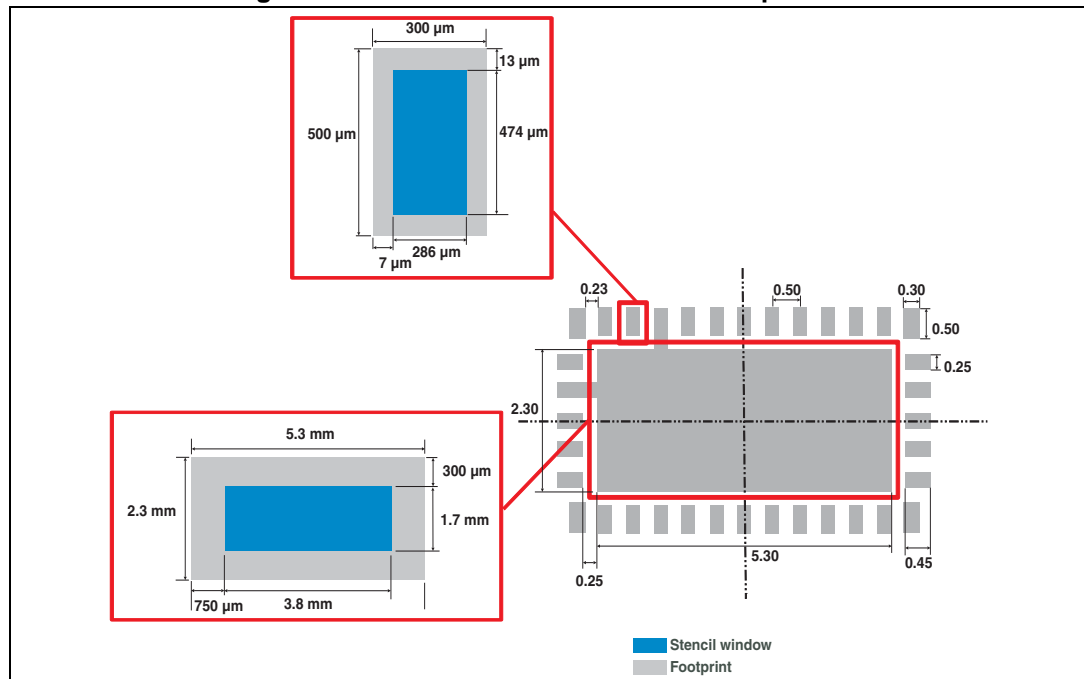 300 µm
13 µm
500 µm
474 µm
286 µm
7 µm
0.23
0.50
0.30
0.50
0.25
2.30
5.3 mm
300 µm
2.3 mm
1.7 mm
750 µm
3.8 mm
5.30
0.25
0.45
Stencil window
Footprint